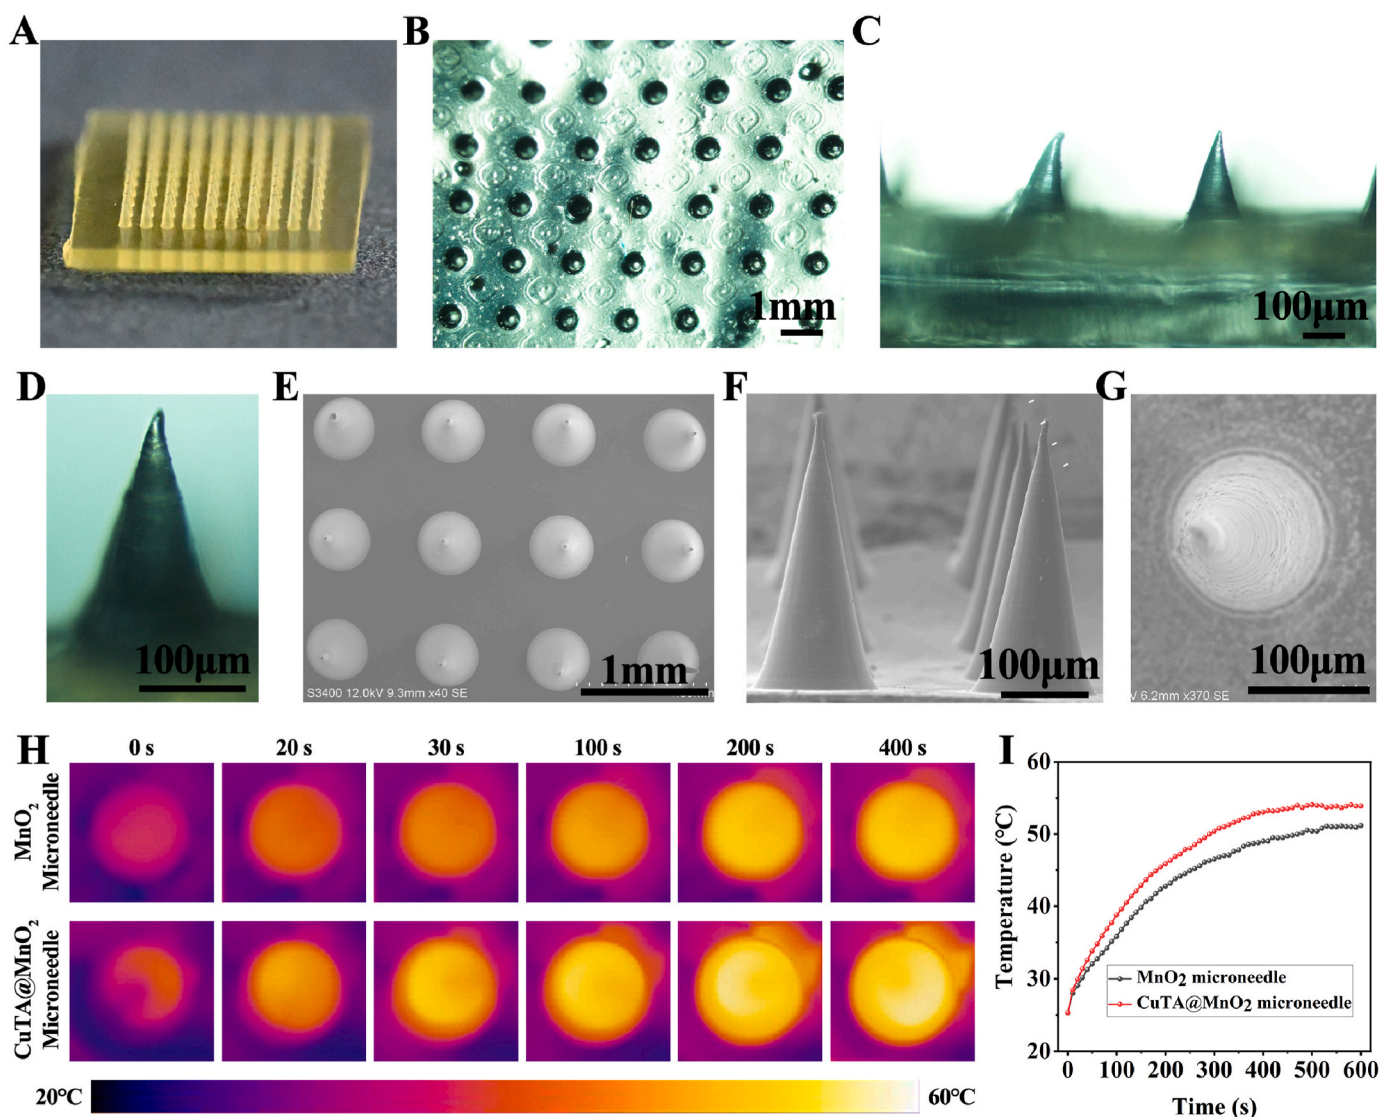 A
B
C
1mm
100μm
D
E
F
G
100μm
S3400 12.0kV 9.3mm x40 SE
1mm
100μm
V 6.2mm x370 SE
100μm
H
0 s
20 s
30 s
100 s
200 s
400 s
MnO2
Microneedle
CuTA@MnO2
Microneedle
20℃
60℃
I
Temperature (℃)
60
50
40
30
20
MnO2 microneedle
CuTA@MnO2 microneedle
0 100 200 300 400 500 600
Time (s)